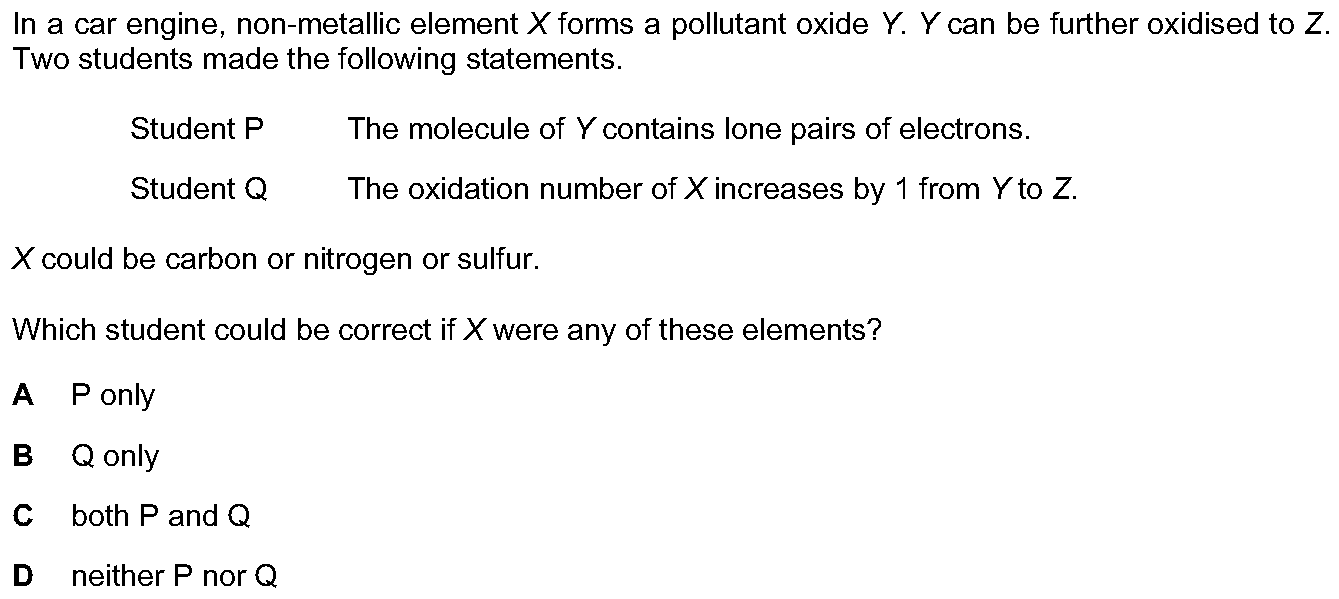 In a car engine, non-metallic element X forms a pollutant oxide Y. Y can be further oxidised to Z.
Two students made the following statements.
Student P The molecule of Y contains lone pairs of electrons.
Student Q The oxidation number of X increases by 1 from Y to Z.
X could be carbon or nitrogen or sulfur.
Which student could be correct if X were any of these elements?
A P only
B Q only
C both P and Q
D neither P nor Q